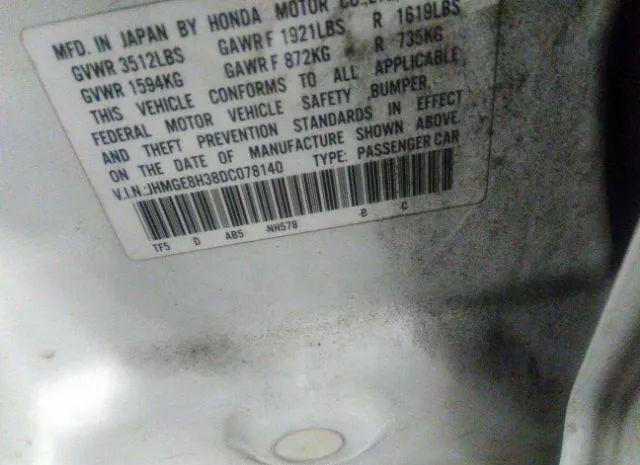 MFD. IN JAPAN BY HONDA MOTOR CO.,
GVWR 3512LBS GAWR F 1921LBS R 1619LBS
GVWR 1594KG GAWR F 872KG R 735KG
THIS VEHICLE CONFORMS TO ALL APPLICABLE
FEDERAL MOTOR VEHICLE SAFETY ,BUMPER,
AND THEFT PREVENTION STANDARDS IN EFFECT
ON THE DATE OF MANUFACTURE SHOWN ABOVE.
V.I.N.:JHMGE8H38DC078140 TYPE: PASSENGER CAR
TF5 D AB5 -NH578 -B -C